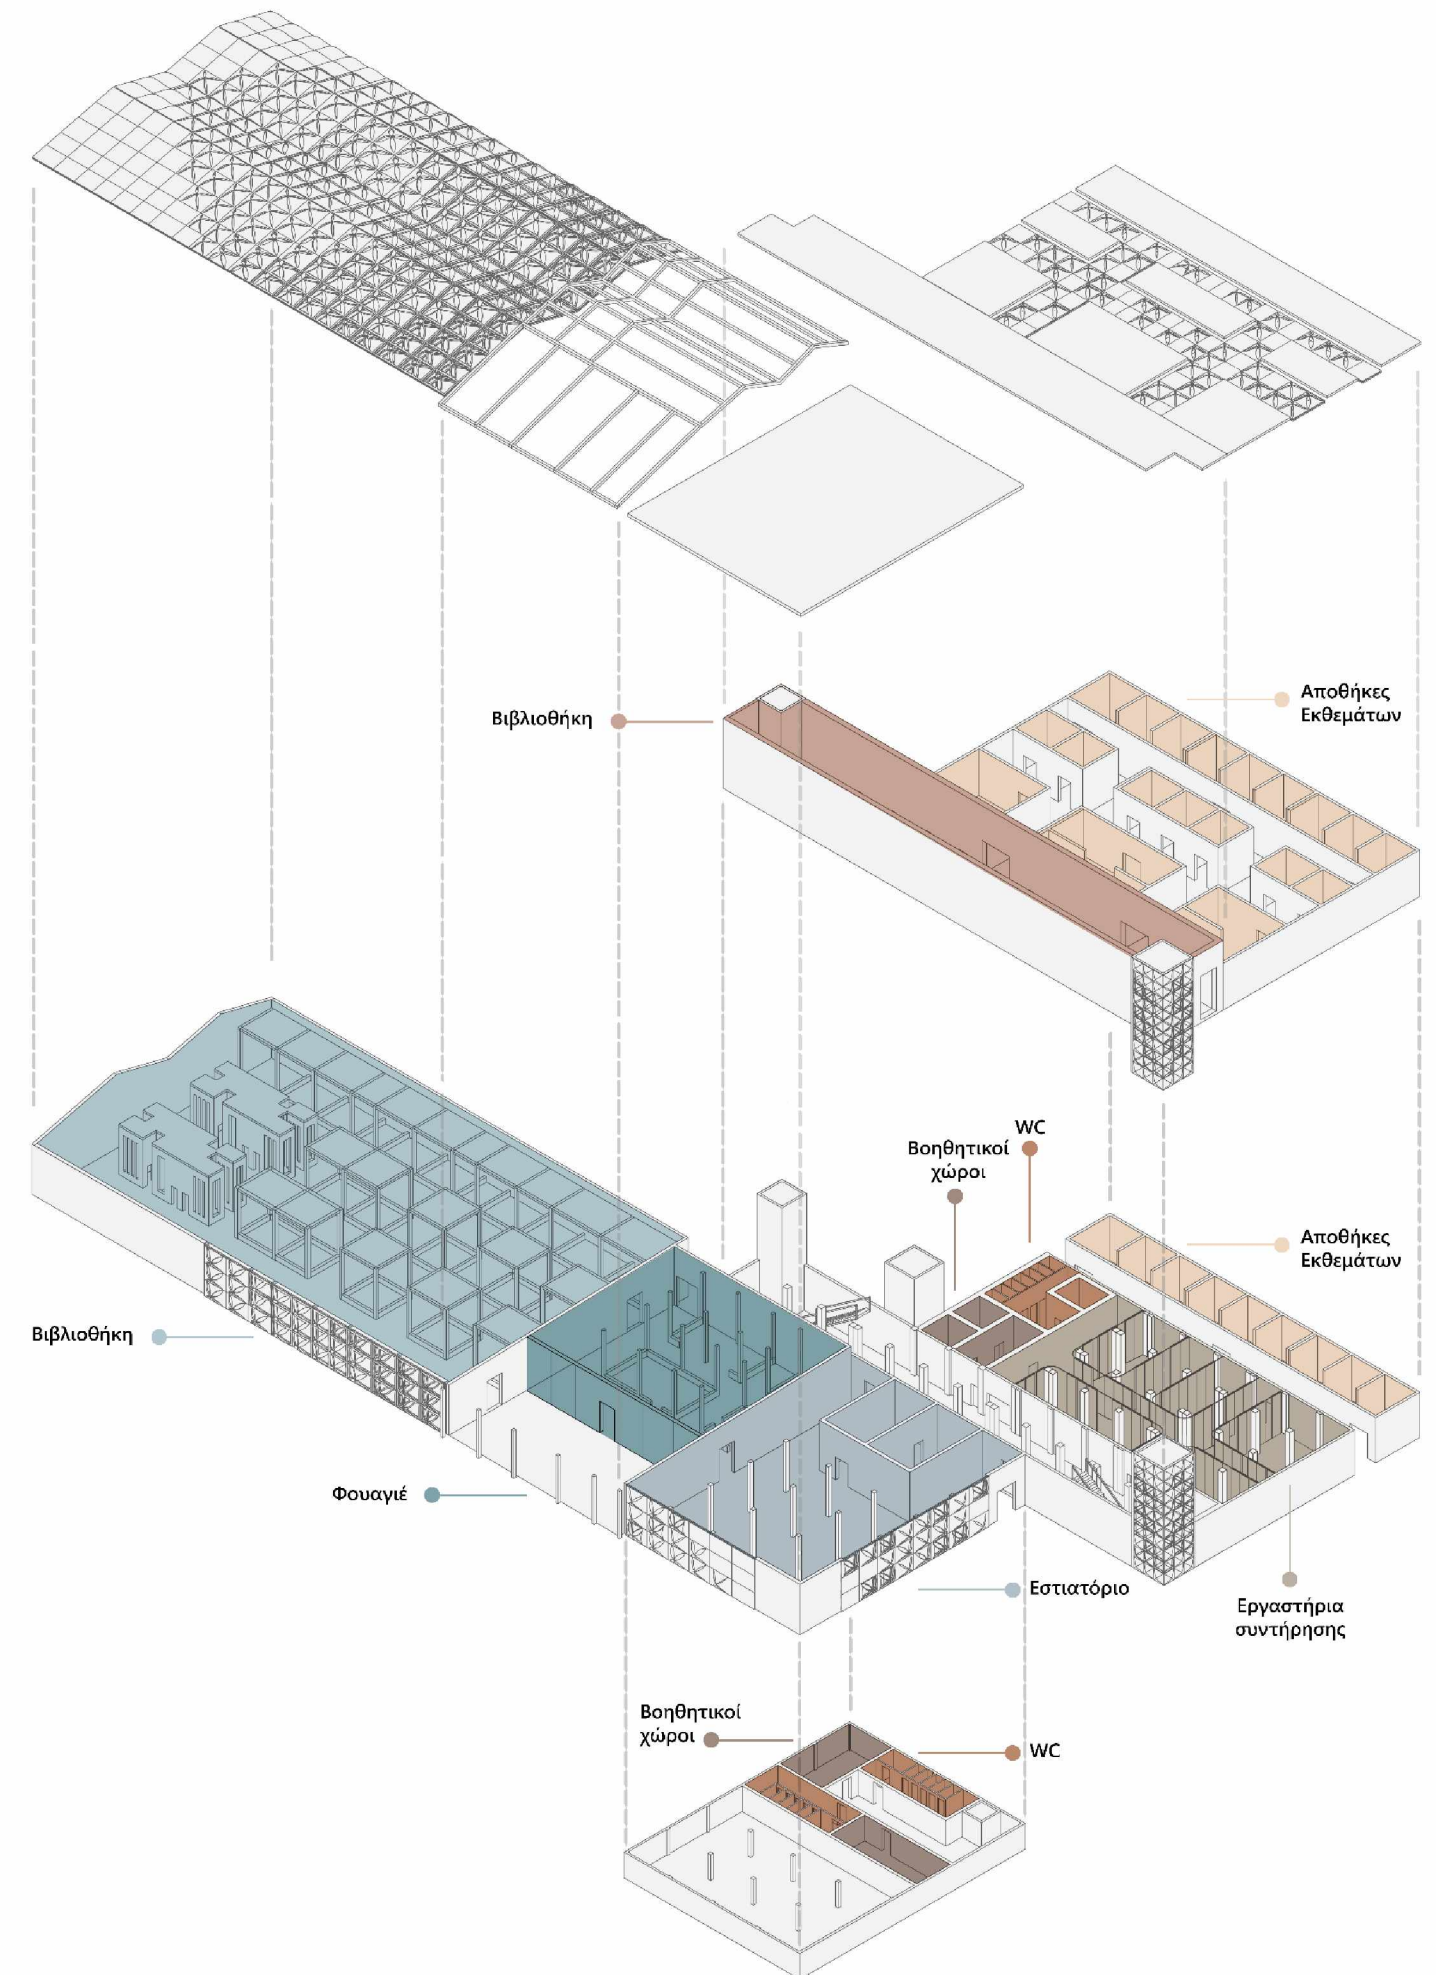 Αποθήκες
Εκθεμάτων
Βιβλιοθήκη
WC
Βοηθητικοί
χώροι
Αποθήκες
Εκθεμάτων
Βιβλιοθήκη
Φουαγιέ
Εστιατόριο
Εργαστήρια
συντήρησης
Βοηθητικοί
χώροι
WC